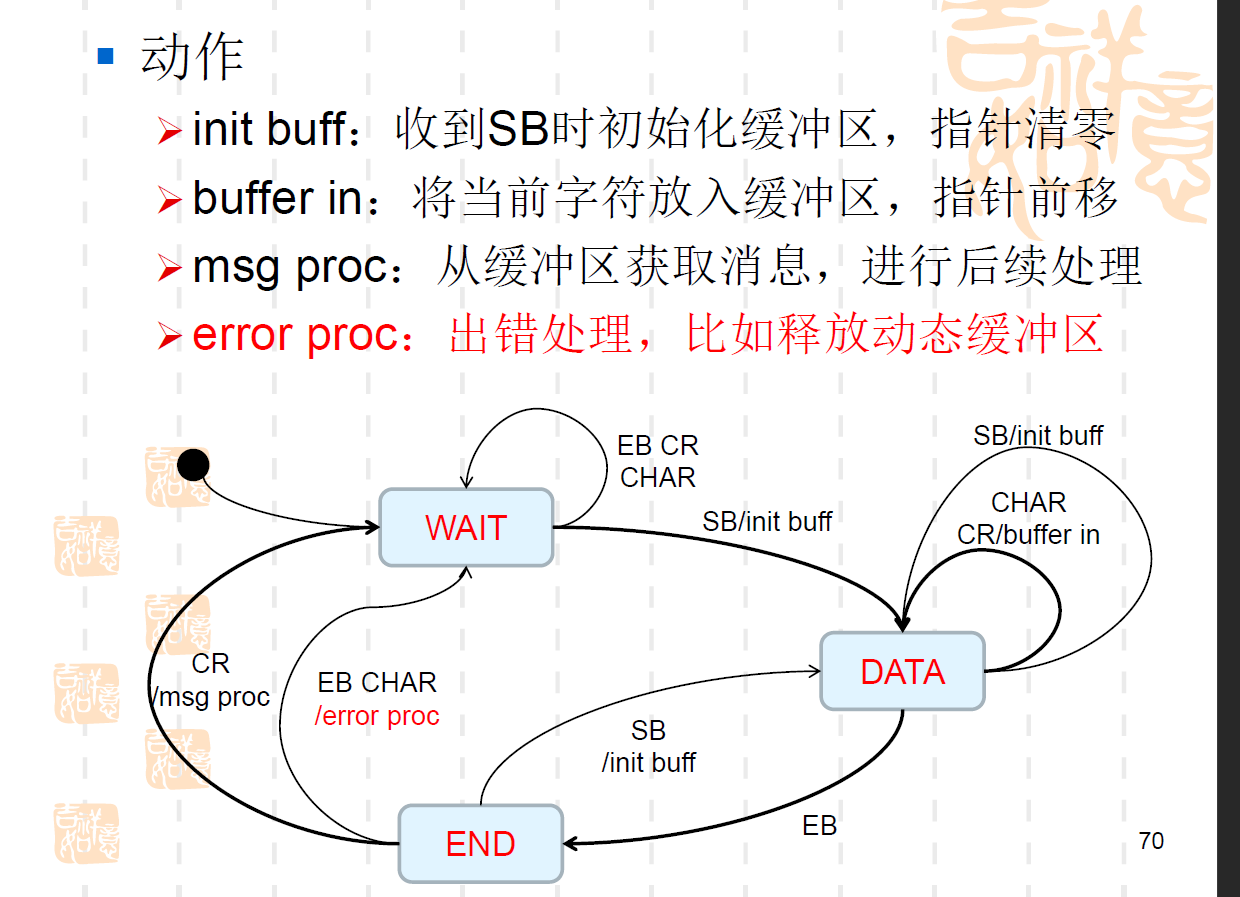 动作
init buff：收到SB时初始化缓冲区，指针清零
buffer in：将当前字符放入缓冲区，指针前移
msg proc：从缓冲区获取消息，进行后续处理
error proc：出错处理，比如释放动态缓冲区
EB CR
CHAR
SB/init buff
WAIT
SB/init buff
CHAR
CR/buffer in
DATA
CR
/msg proc
EB CHAR
/error proc
SB
/init buff
EB
END
70
吉祥如意